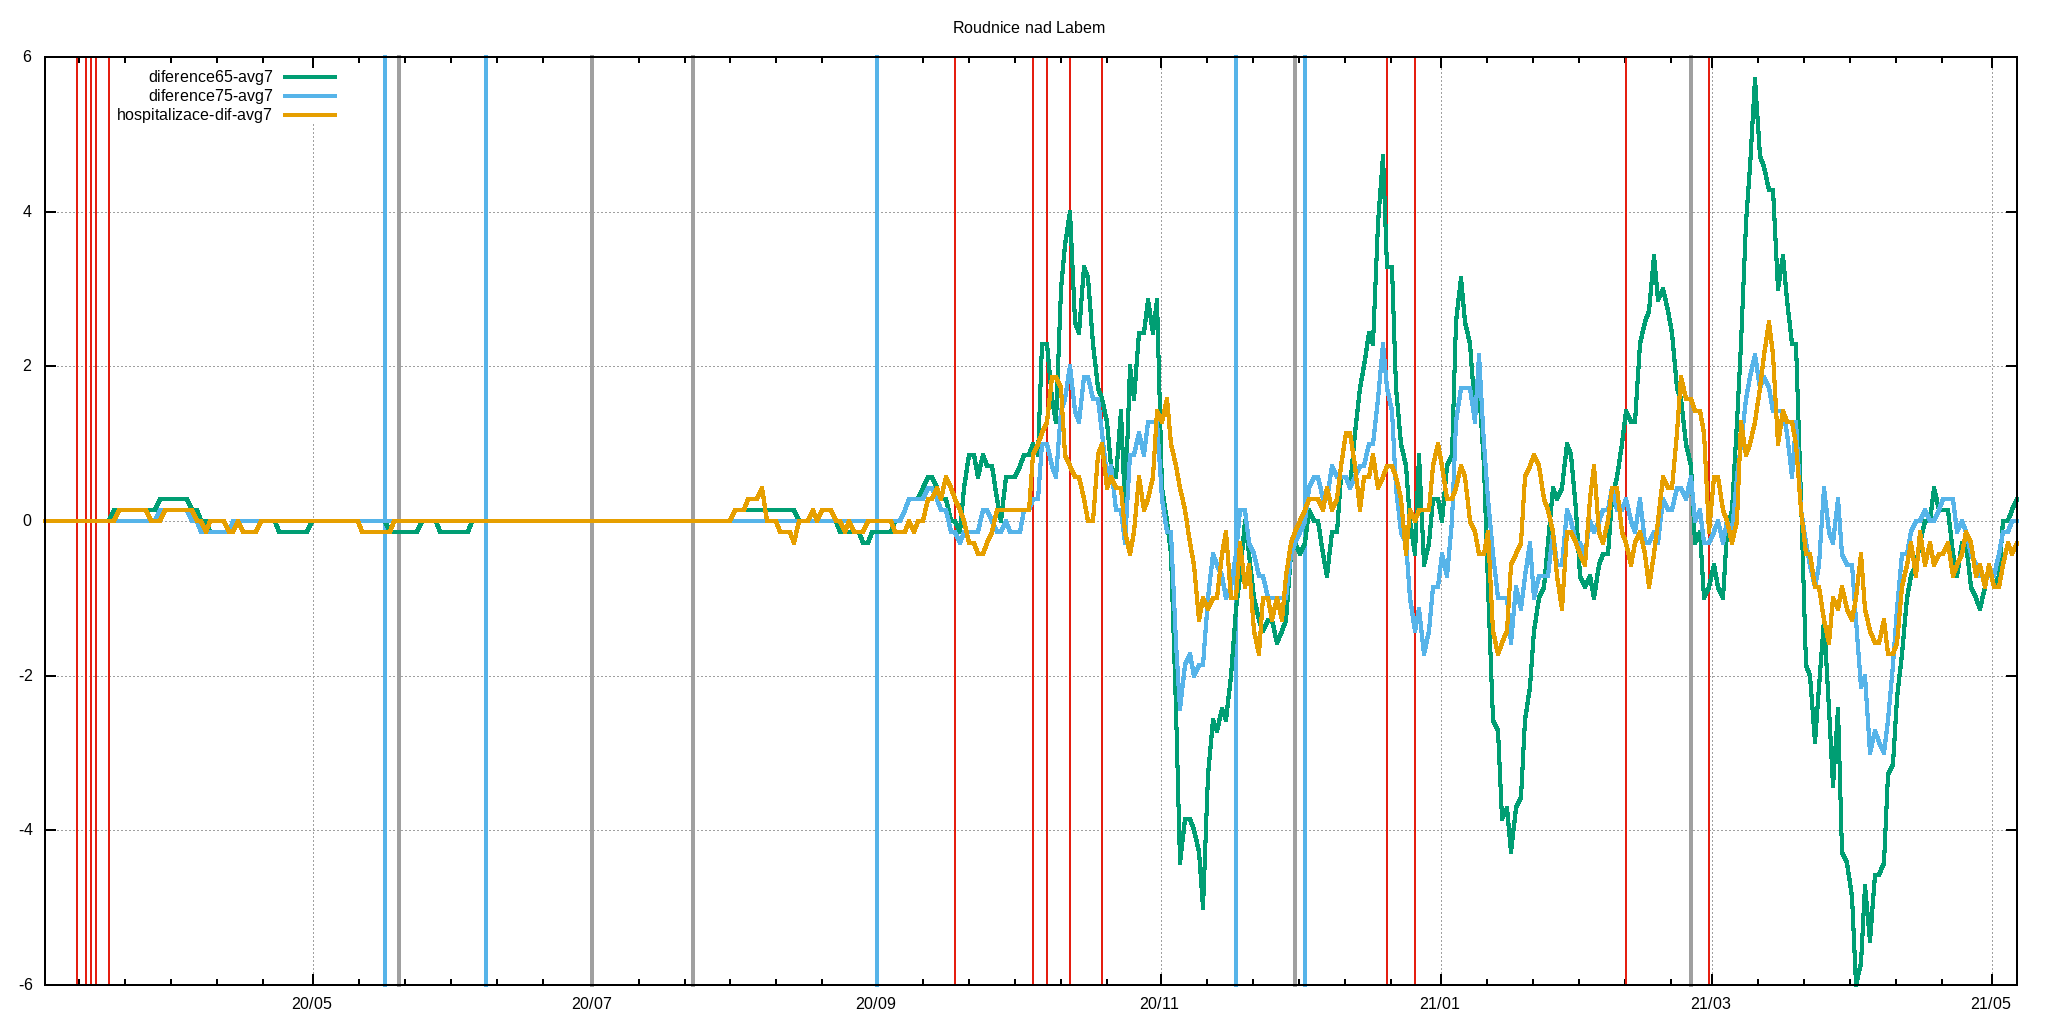 Roudnice nad Labem
diference65-avg7
diference75-avg7
hospitalizace-dif-avg7
6
4
2
0
-2
-4
-6
20/05 20/07 20/09 20/11 21/01 21/03 21/05